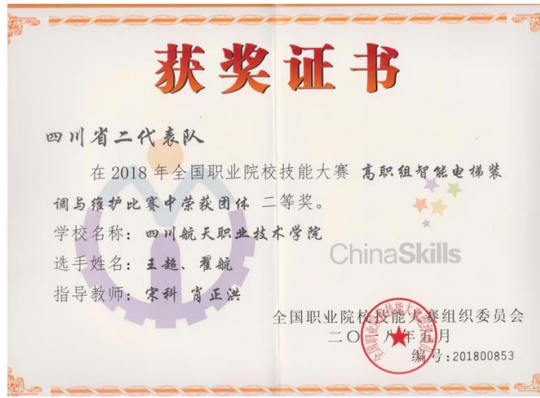 获奖证书
四川省二代表队
在2018年全国职业院校技能大赛 高职组智能电梯装
调与维护比赛中荣获团体 二等奖。
学校名称：四川航天职业技术学院
ChinaSkills
选手姓名：王超、翟航
指导教师：宋科 肖正洪
全国职业院校技能大赛组织委员会
二〇一八年五月
编号:201800853